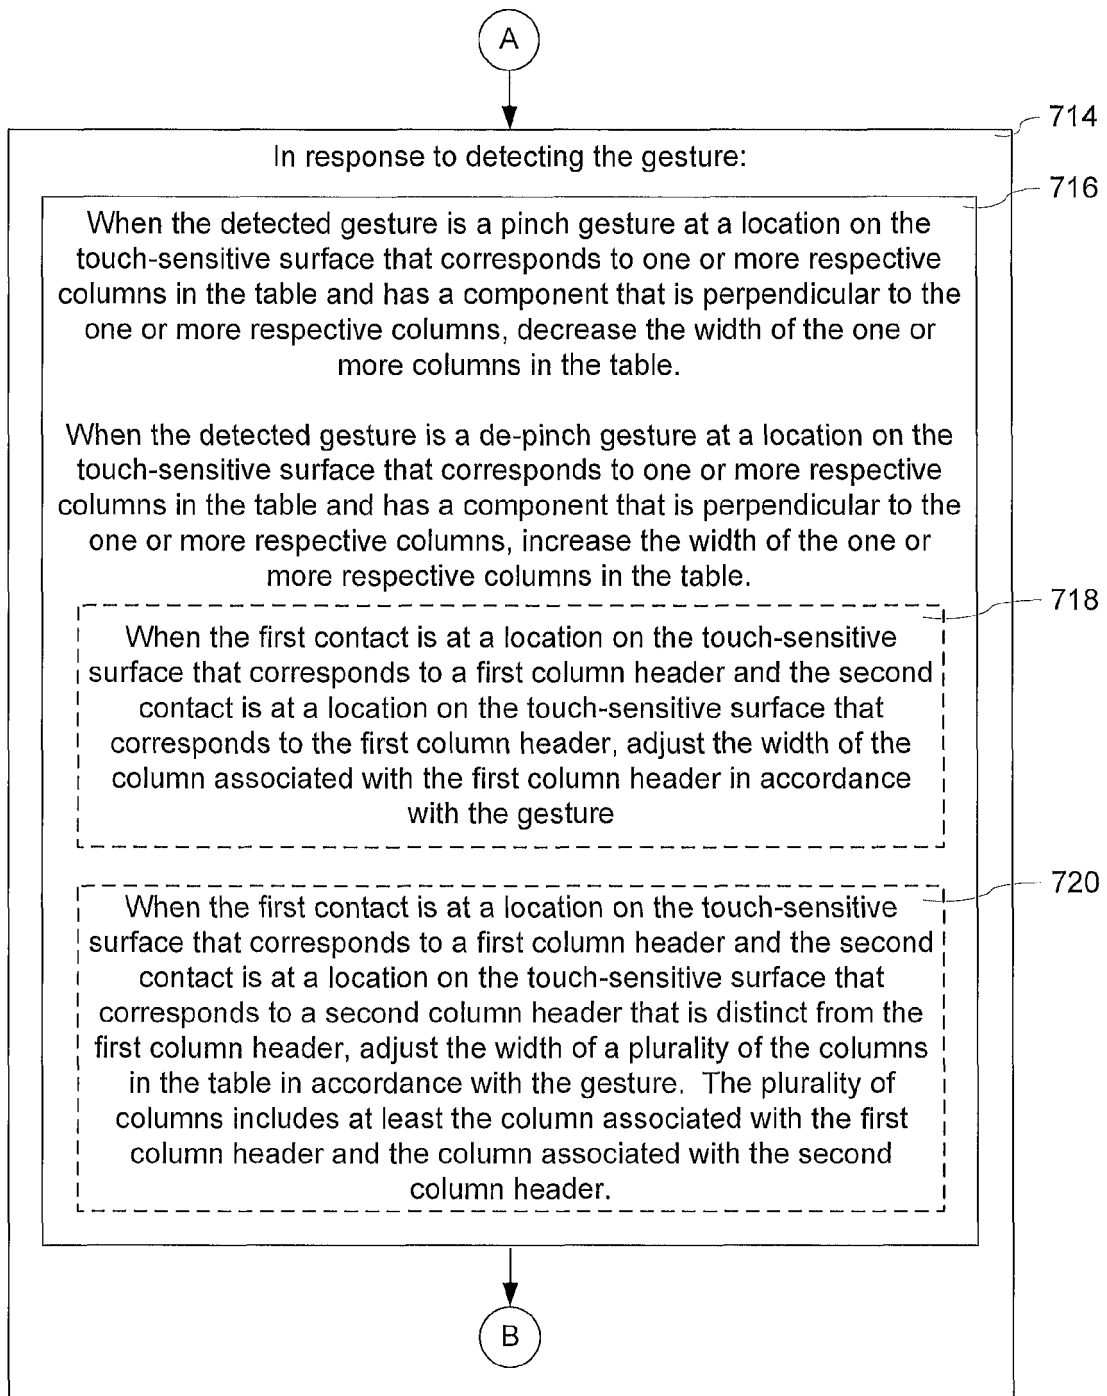 A
714
In response to detecting the gesture:
716
When the detected gesture is a pinch gesture at a location on the
touch-sensitive surface that corresponds to one or more respective
columns in the table and has a component that is perpendicular to the
one or more respective columns, decrease the width of the one or
more columns in the table.
When the detected gesture is a de-pinch gesture at a location on the
touch-sensitive surface that corresponds to one or more respective
columns in the table and has a component that is perpendicular to the
one or more respective columns, increase the width of the one or
more respective columns in the table.
718
When the first contact is at a location on the touch-sensitive
surface that corresponds to a first column header and the second
contact is at a location on the touch-sensitive surface that
corresponds to the first column header, adjust the width of the
column associated with the first column header in accordance
with the gesture
720
When the first contact is at a location on the touch-sensitive
surface that corresponds to a first column header and the second
contact is at a location on the touch-sensitive surface that
corresponds to a second column header that is distinct from the
first column header, adjust the width of a plurality of the columns
in the table in accordance with the gesture. The plurality of
columns includes at least the column associated with the first
column header and the column associated with the second
column header.
B